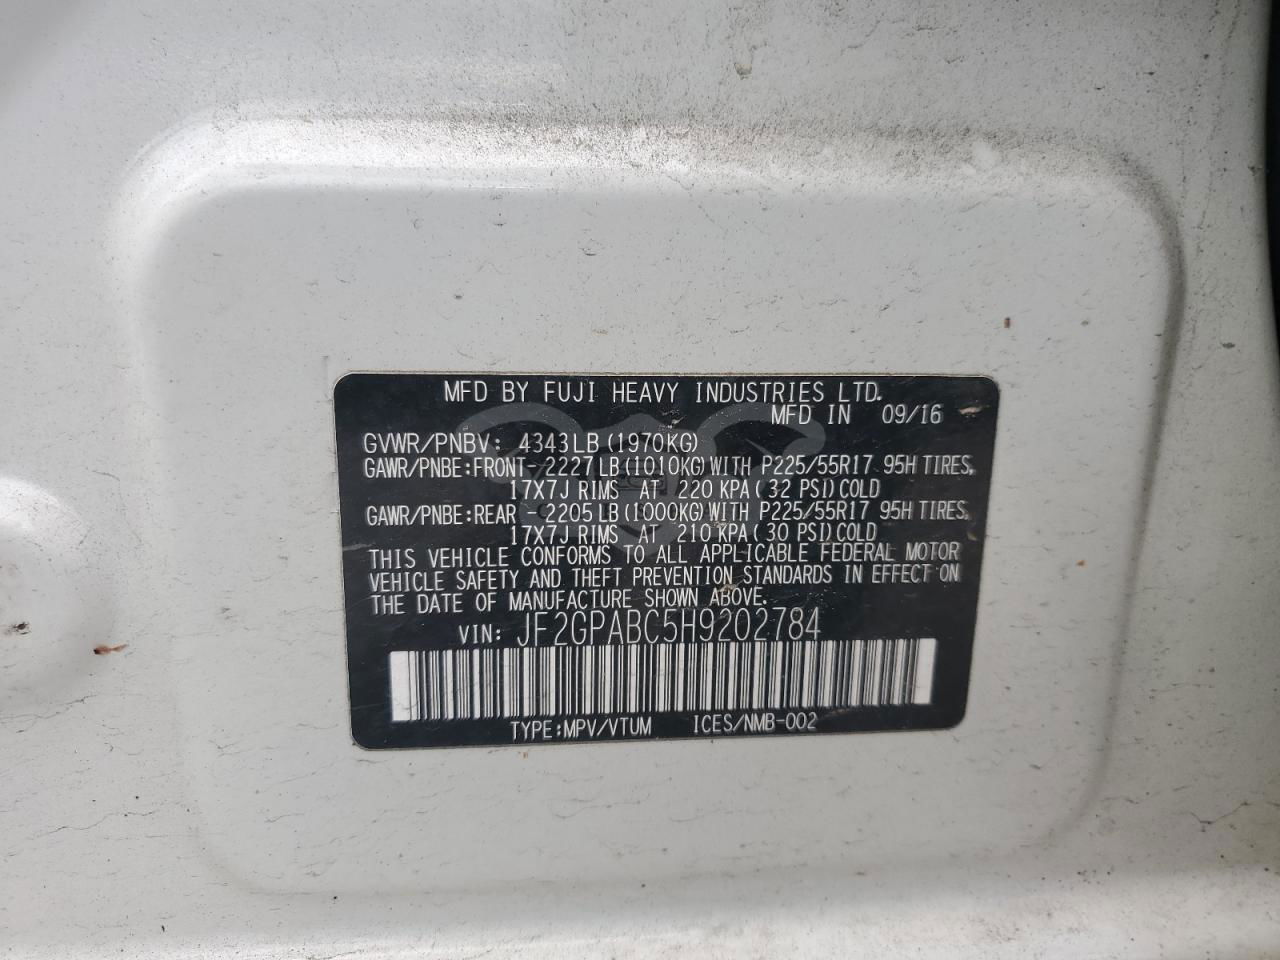 MFD BY FUJI HEAVY INDUSTRIES LTD.
MFD IN 09/16
GVWR/PNBV: 4343LB(1970KG)
GAWR/PNBE:FRONT-2227LB(1010KG)WITH P225/55R17 95H TIRES,
17X7J RIMS AT 220KPA(32 PSI)COLD
GAWR/PNBE:REAR -2205LB(1000KG)WITH P225/55R17 95H TIRES,
17X7J RIMS AT 210KPA(30 PSI)COLD
THIS VEHICLE CONFORMS TO ALL APPLICABLE FEDERAL MOTOR
VEHICLE SAFETY AND THEFT PREVENTION STANDARDS IN EFFECT ON
THE DATE OF MANUFACTURE SHOWN ABOVE.
VIN: JF2GPABC5H9202784
TYPE:MPV/VTUM ICES/NMB-002